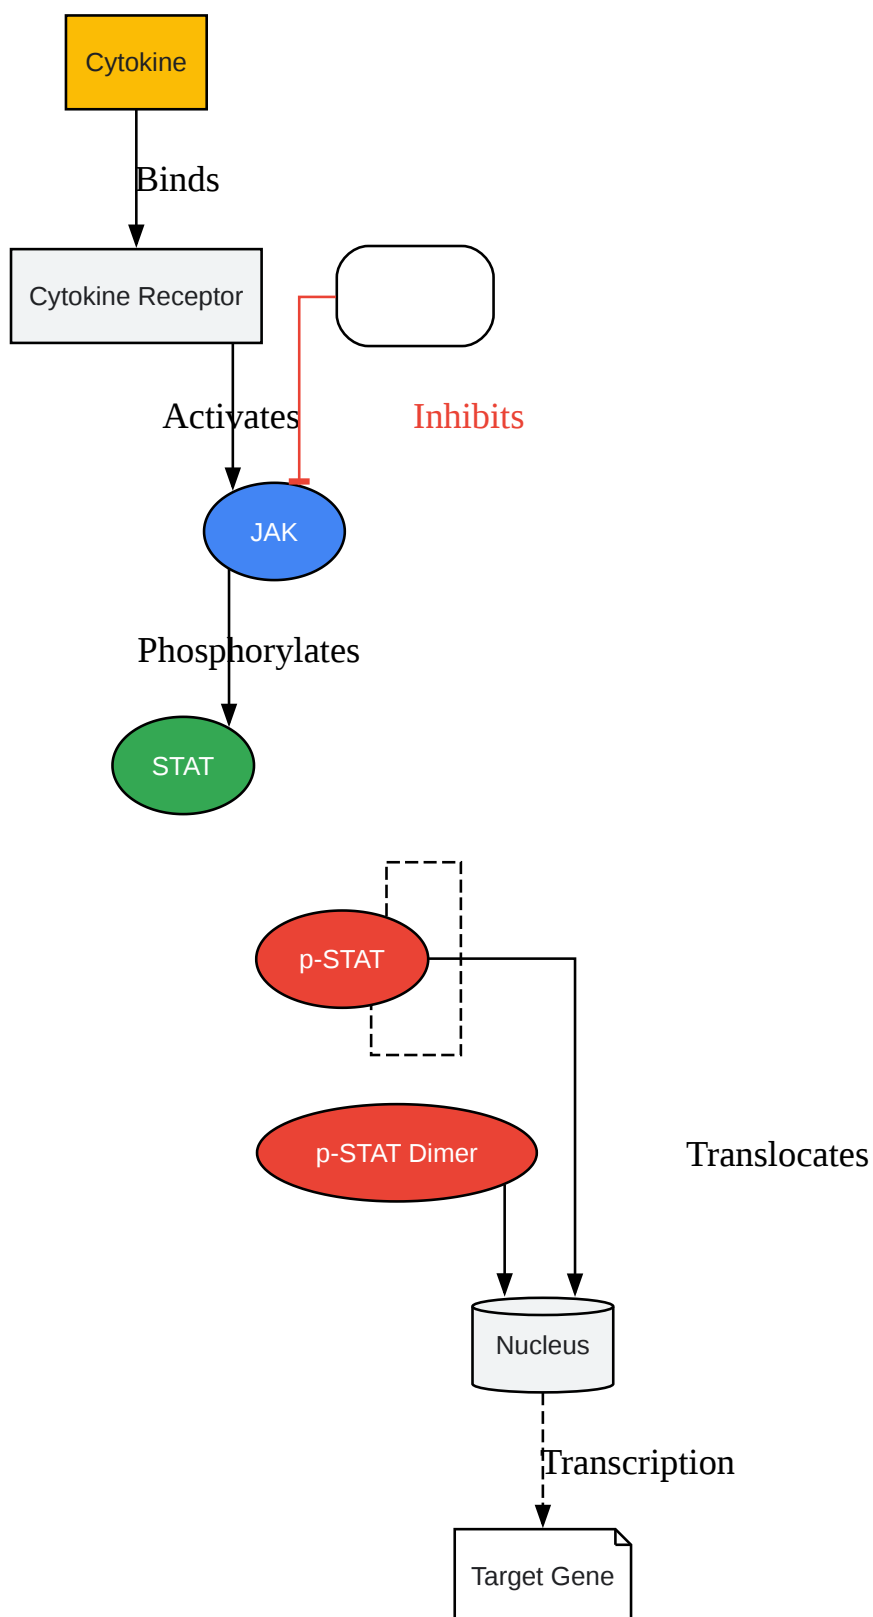 Cytokine
Binds
Cytokine Receptor
Activates
Inhibits
JAK
Phosphorylates
STAT
p-STAT
p-STAT Dimer
Translocates
Nucleus
Transcription
Target Gene